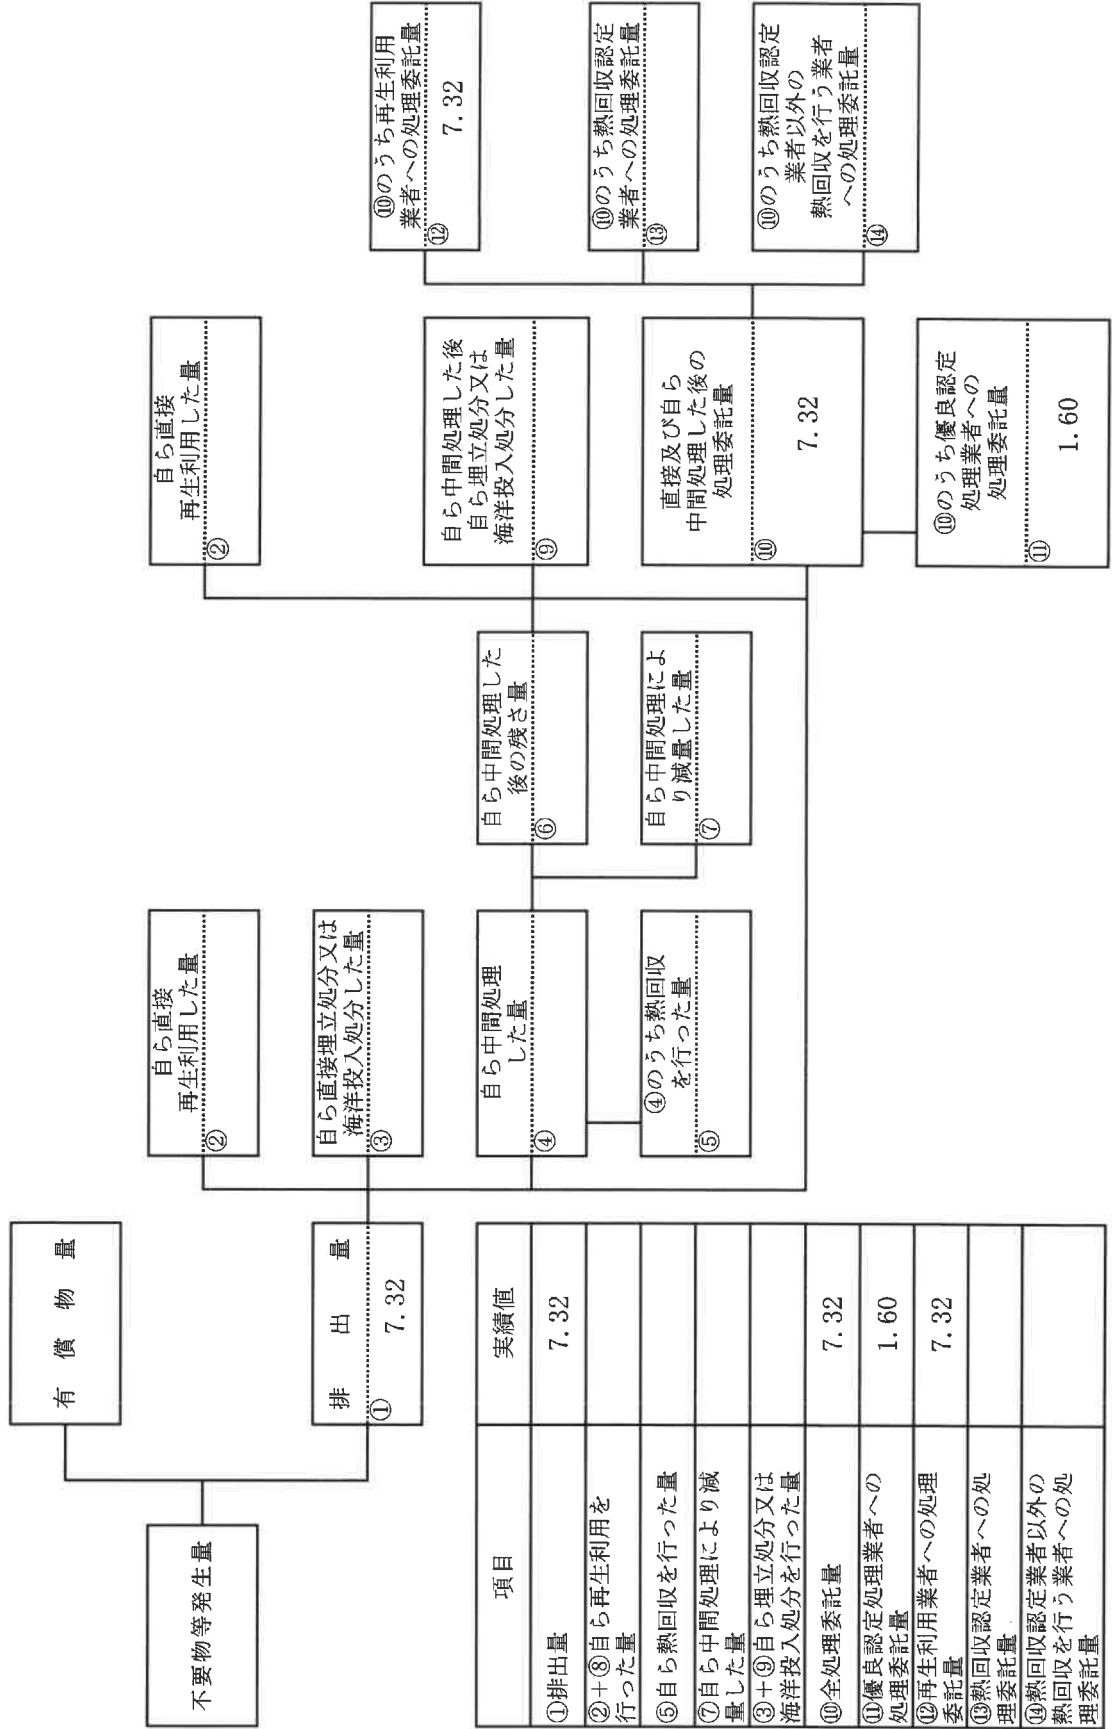 不要物等発生量
有償物量
排出量
①
7.32
自ら直接
再生利用した量
②
自ら直接埋立処分又は
海洋投入処分した量
③
自ら中間処理
した量
④
④のうち熱回収
を行った量
⑤
自ら中間処理した
後の残さ量
⑥
自ら中間処理によ
り減量した量
⑦
自ら直接
再生利用した量
②
自ら中間処理した後
自ら埋立処分又は
海洋投入処分した量
⑨
直接及び自ら
中間処理した後の
処理委託量
⑩
7.32
⑩のうち優良認定
処理業者への
処理委託量
⑪
1.60
⑩のうち再生利用
業者への処理委託量
⑫
7.32
⑩のうち熱回収認定
業者への処理委託量
⑬
⑩のうち熱回収認定
業者以外の
熱回収を行う業者
への処理委託量
⑭
項目 実績値
①排出量 7.32
②+⑧自ら再生利用を
行った量
⑤自ら熱回収を行った量
⑦自ら中間処理により減
量した量
③+⑨自ら埋立処分又は
海洋投入処分を行った量
⑩全処理委託量 7.32
⑪優良認定処理業者への
処理委託量 1.60
⑫再生利用業者への処理
委託量 7.32
⑬熱回収認定業者への処
理委託量
⑭熱回収認定業者以外の
熱回収を行う業者への処
理委託量